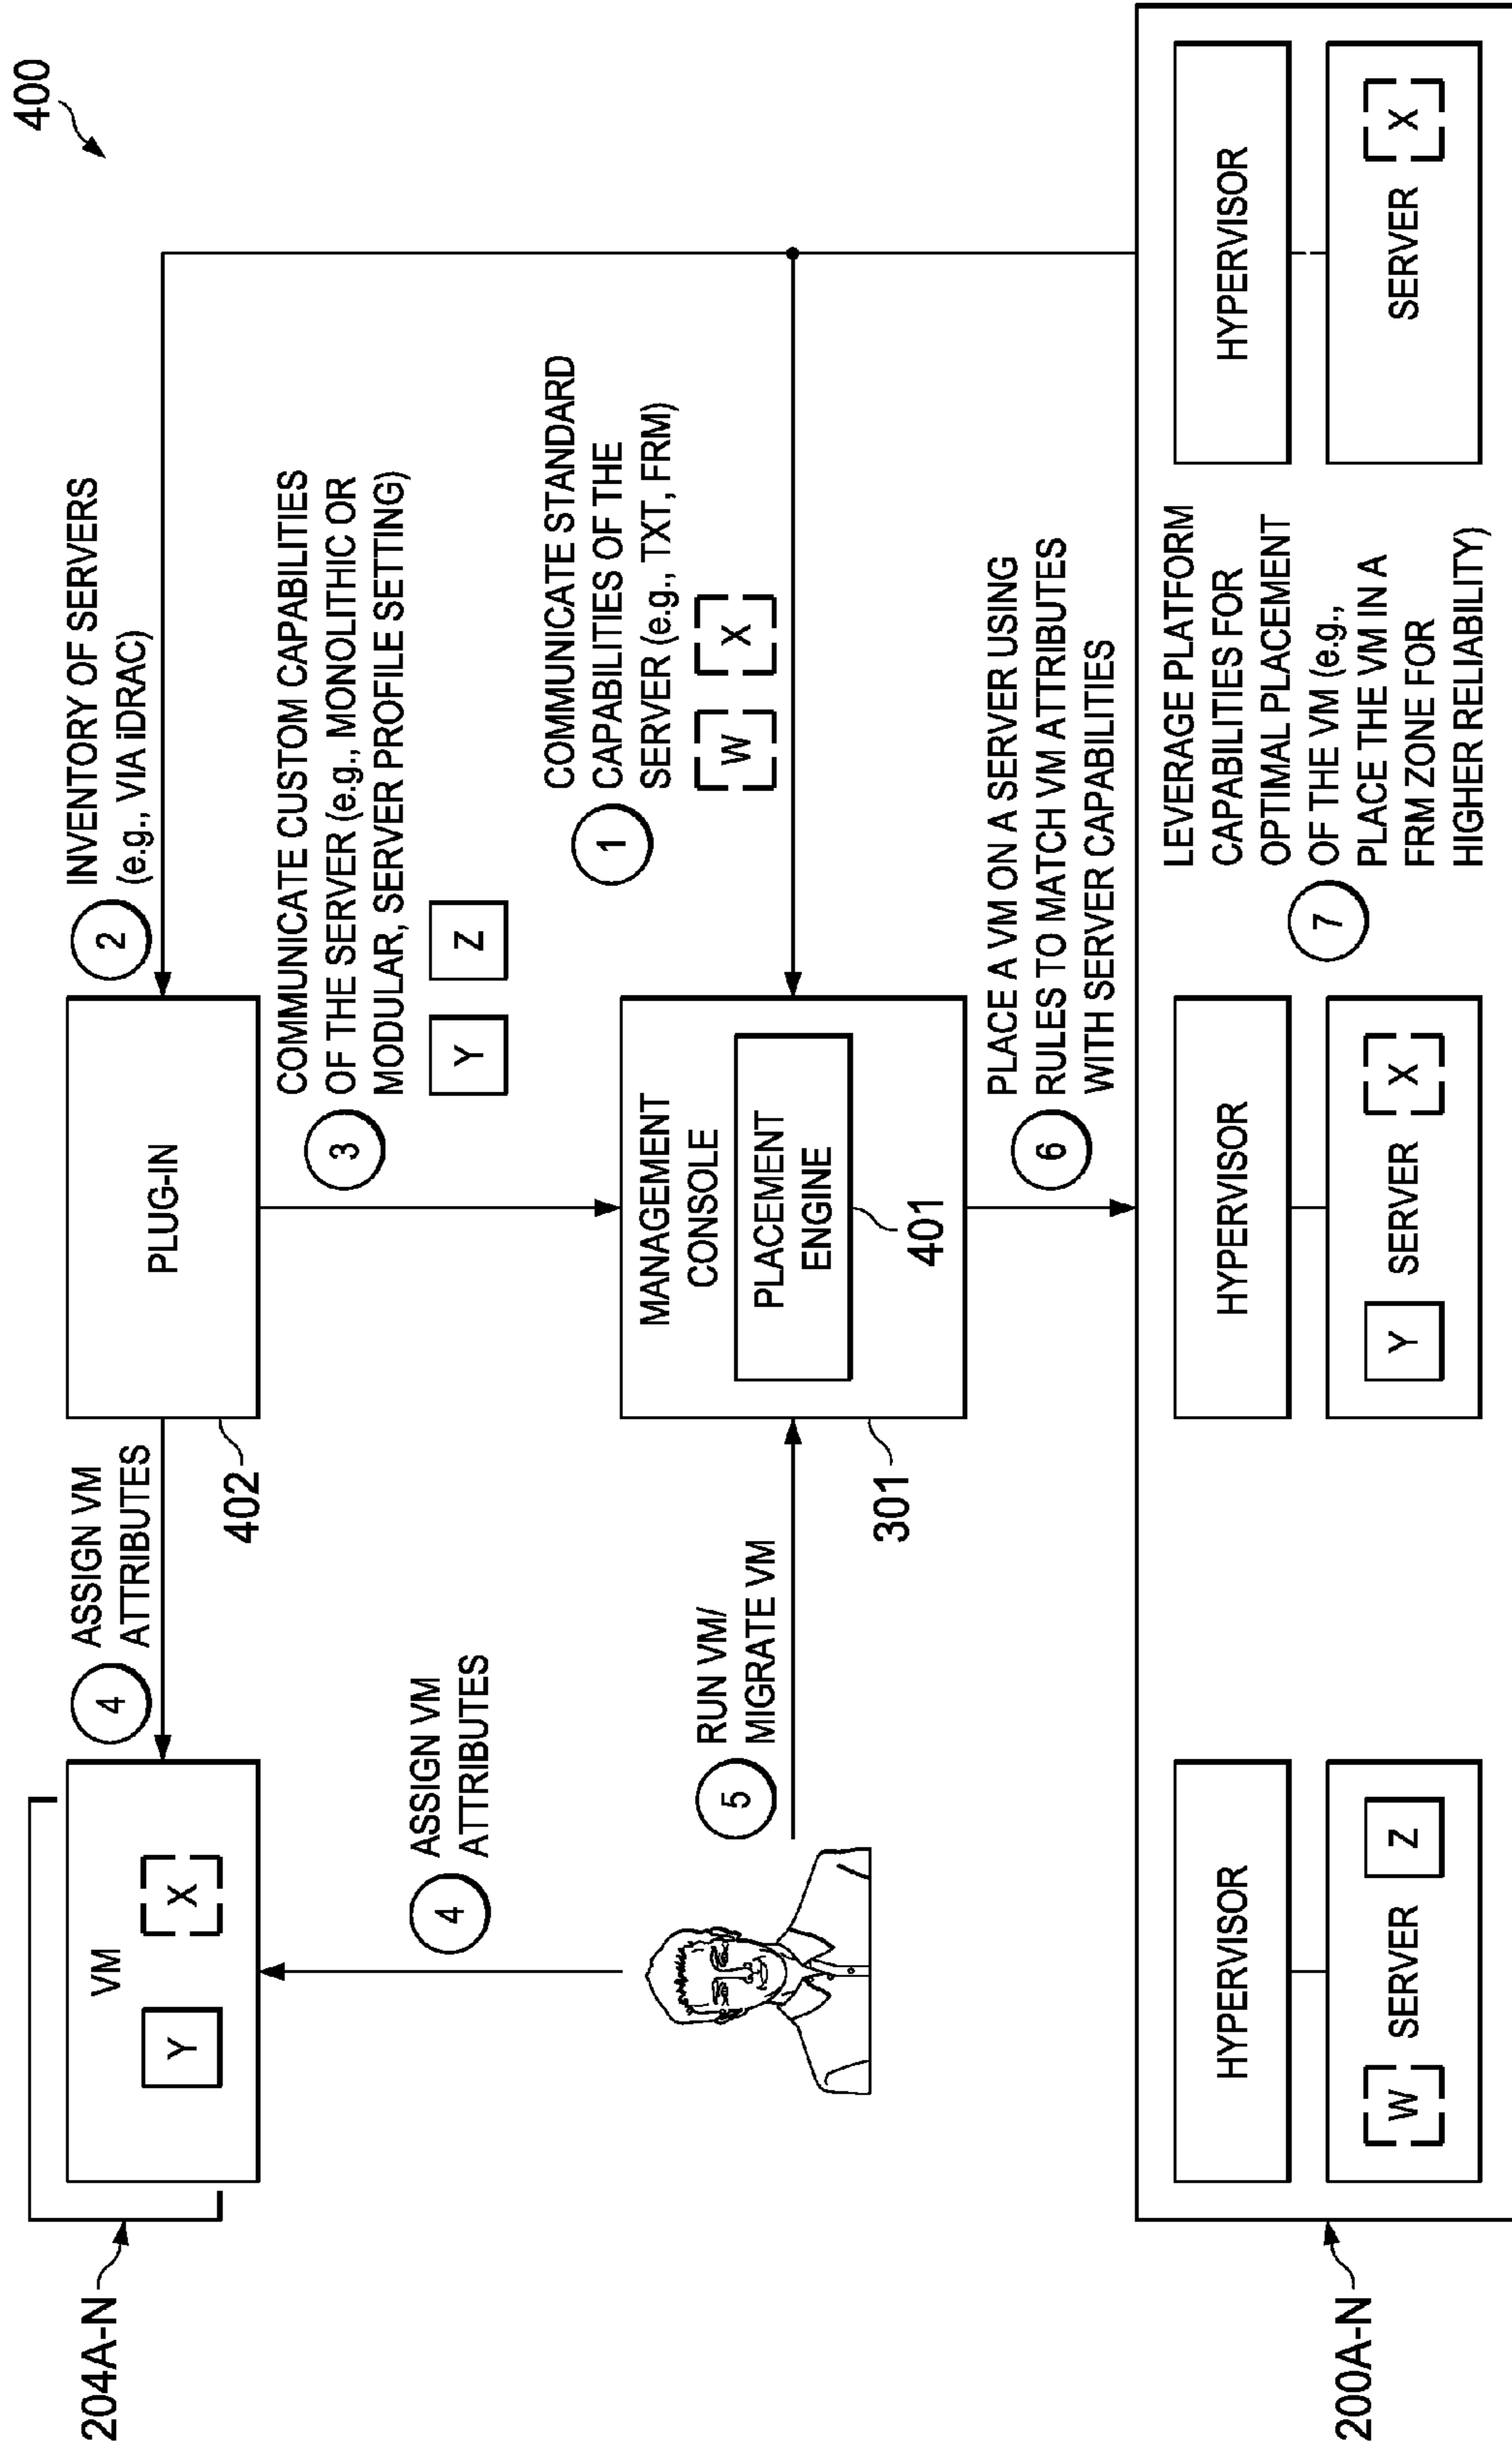 400
204A-N
VM
Y
X
4
ASSIGN VM
ATTRIBUTES
PLUG-IN
402
2
INVENTORY OF SERVERS
(e.g., VIA iDRAC)
4
ASSIGN VM
ATTRIBUTES
3
COMMUNICATE CUSTOM CAPABILITIES
OF THE SERVER (e.g., MONOLITHIC OR
MODULAR, SERVER PROFILE SETTING)
Y
Z
5
RUN VM/
MIGRATE VM
MANAGEMENT
CONSOLE
PLACEMENT
ENGINE
401
301
1
COMMUNICATE STANDARD
CAPABILITIES OF THE
SERVER (e.g., TXT, FRM)
W
X
6
PLACE A VM ON A SERVER USING
RULES TO MATCH VM ATTRIBUTES
WITH SERVER CAPABILITIES
200A-N
HYPERVISOR
W
SERVER
Z
HYPERVISOR
Y
SERVER
X
7
LEVERAGE PLATFORM
CAPABILITIES FOR
OPTIMAL PLACEMENT
OF THE VM (e.g.,
PLACE THE VM IN A
FRM ZONE FOR
HIGHER RELIABILITY)
HYPERVISOR
SERVER
X